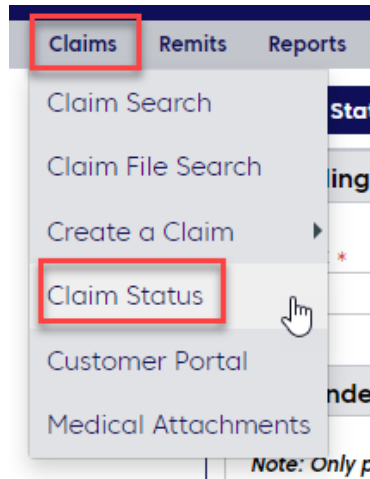 Claims Remits Reports
Claim Search
Claim File Search
Create a Claim
*
Claim Status
Customer Portal
Medical Attachments
Note: Only